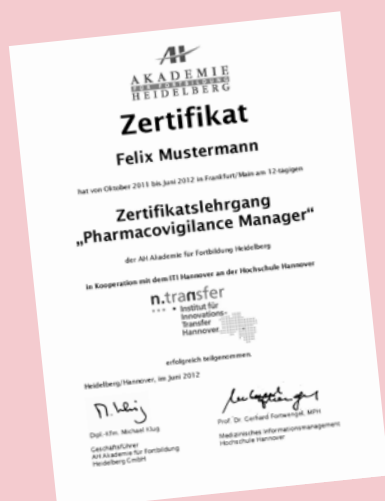 AH
AKADEMIE
FÜR FORTBILDUNG
HEIDELBERG
Zertifikat
Felix Mustermann
hat von Oktober 2011 bis Juni 2012 in Frankfurt/Main am 12-tägigen
Zertifikatslehrgang
„Pharmacovigilance Manager“
der AH Akademie für Fortbildung Heidelberg
in Kooperation mit dem ITI Hannover an der Hochschule Hannover
n.transfer
Institut für
Innovations-
Transfer
Hannover
erfolgreich teilgenommen.
Heidelberg/Hannover, im Juni 2012
Dipl.-Kfm. Michael Klug
Geschäftsführer
AH Akademie für Fortbildung
Heidelberg GmbH
Prof. Dr. Gerhard Fortwengel, MPH
Medizinisches Informationsmanagement
Hochschule Hannover